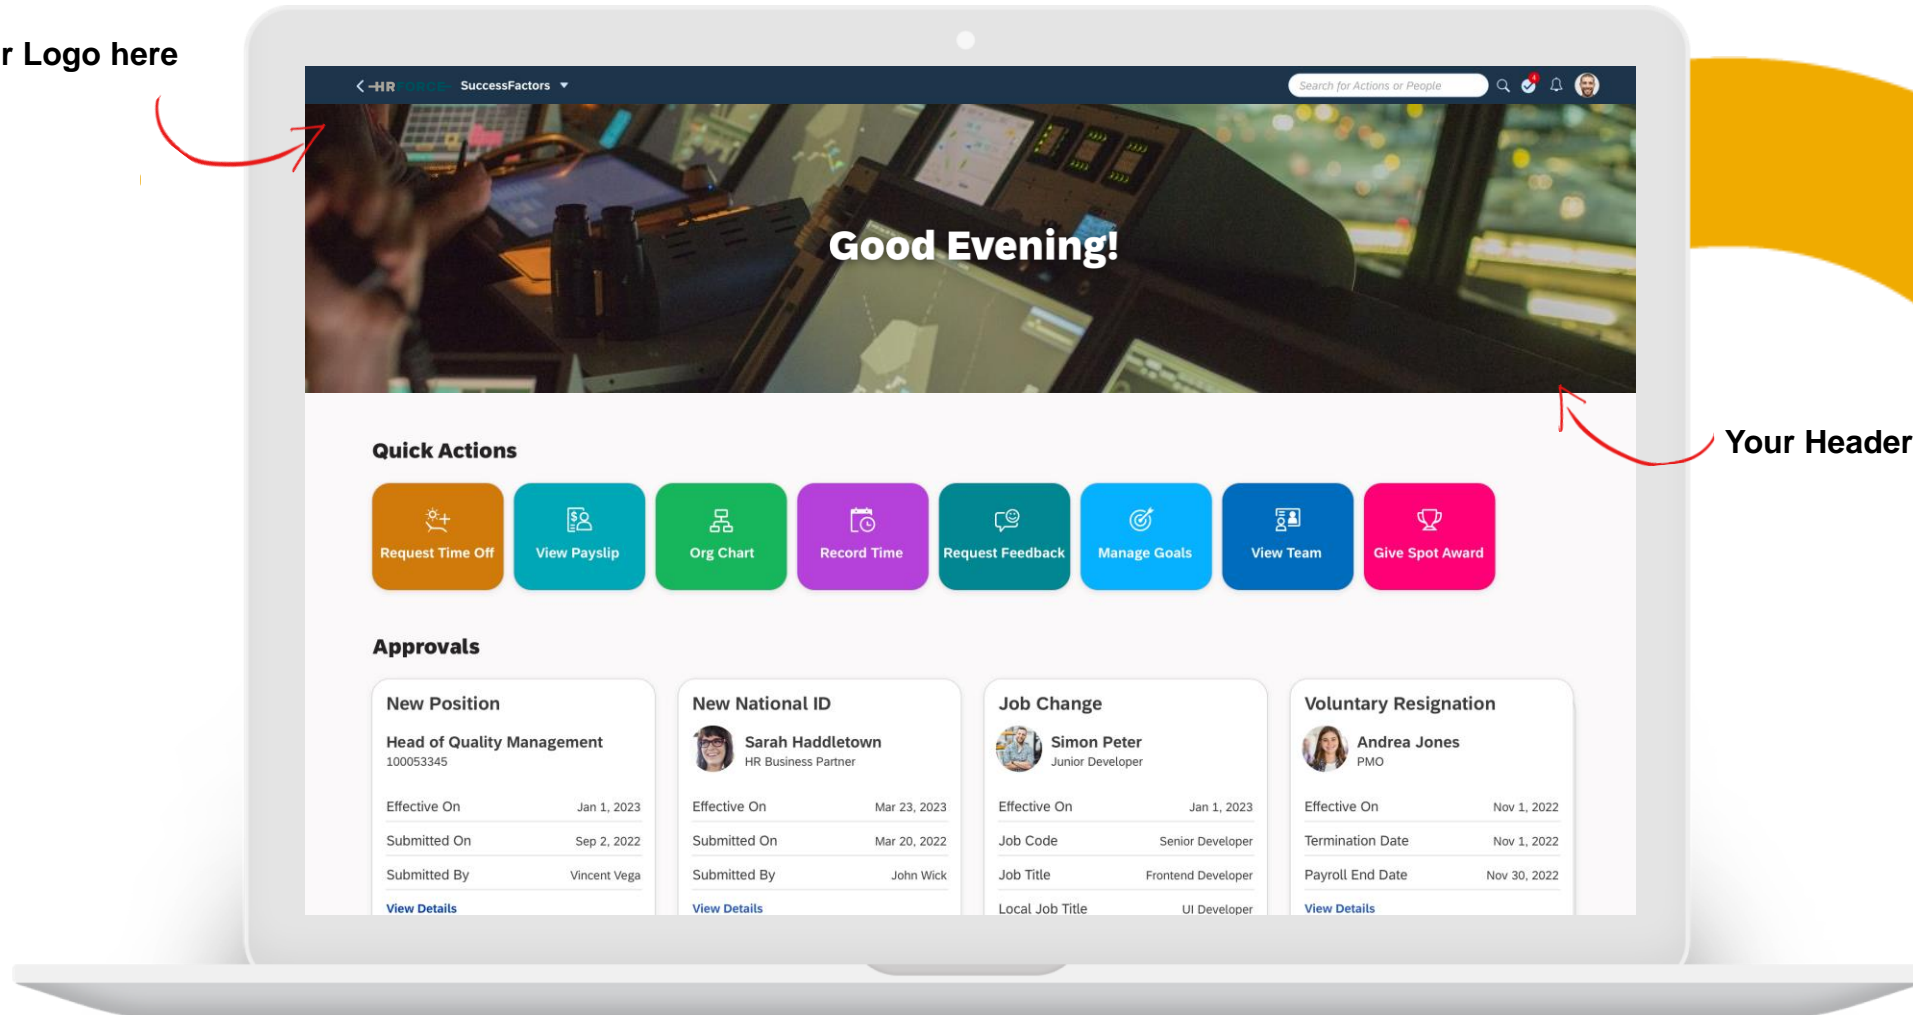 r Logo here
HRFORCE SuccessFactors
Search for Actions or People
4
Good Evening!
Your Header
Quick Actions
Request Time Off
View Payslip
Org Chart
Record Time
Request Feedback
Manage Goals
View Team
Give Spot Award
Approvals
New Position
Head of Quality Management
100053345
Effective On Jan 1, 2023
Submitted On Sep 2, 2022
Submitted By Vincent Vega
View Details
New National ID
Sarah Haddletown
HR Business Partner
Effective On Mar 23, 2023
Submitted On Mar 20, 2022
Submitted By John Wick
View Details
Job Change
Simon Peter
Junior Developer
Effective On Jan 1, 2023
Job Code Senior Developer
Job Title Frontend Developer
Local Job Title UI Developer
Voluntary Resignation
Andrea Jones
PMO
Effective On Nov 1, 2022
Termination Date Nov 1, 2022
Payroll End Date Nov 30, 2022
View Details